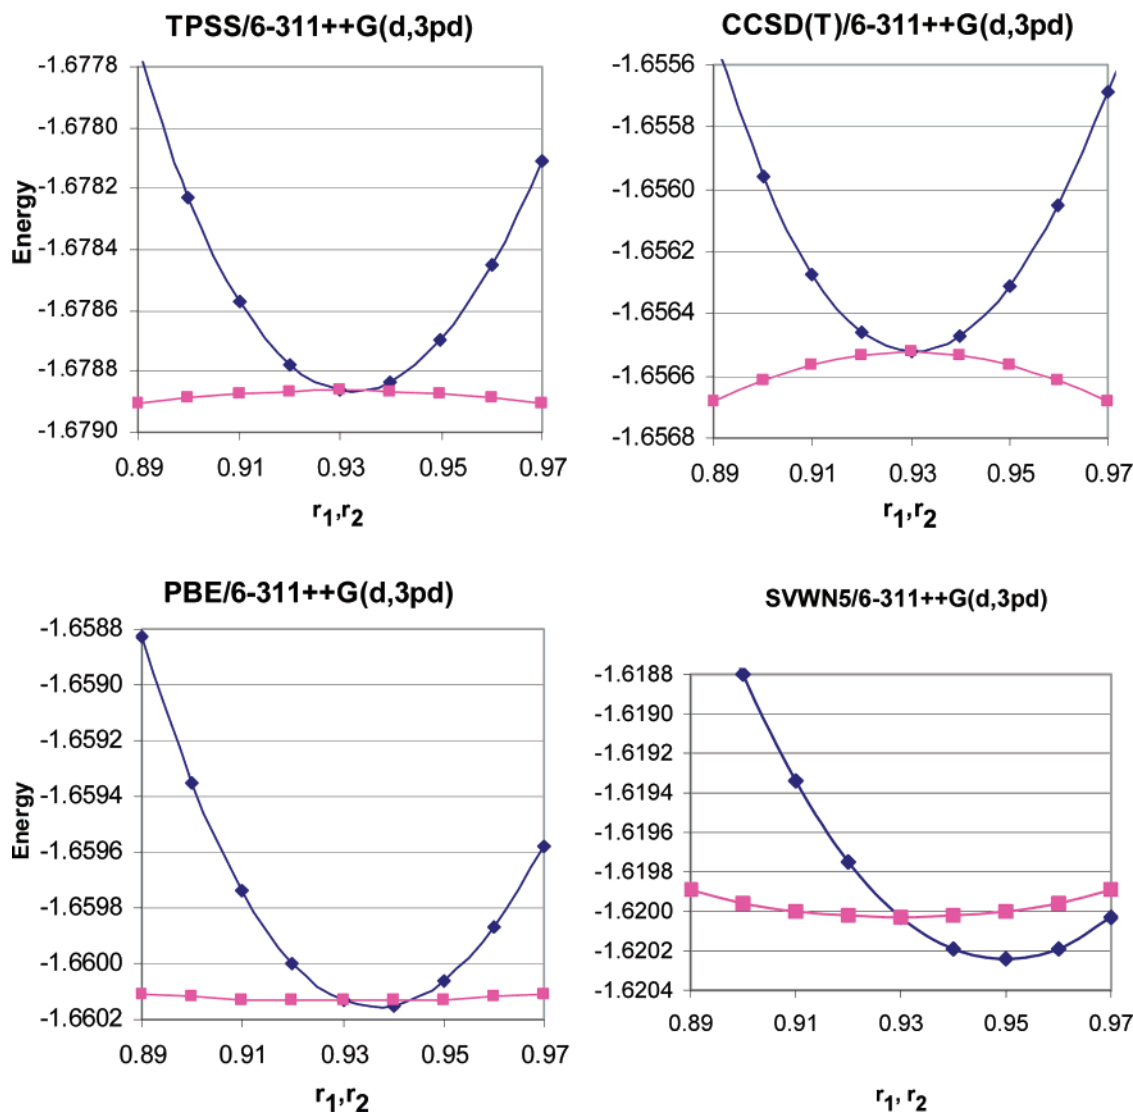 TPSS/6-311++G(d,3pd)
-1.6778
-1.6780
-1.6782
-1.6784
-1.6786
-1.6788
-1.6790
Energy
0.89 0.91 0.93 0.95 0.97
r1,r2
CCSD(T)/6-311++G(d,3pd)
-1.6556
-1.6558
-1.6560
-1.6562
-1.6564
-1.6566
-1.6568
0.89 0.91 0.93 0.95 0.97
r1,r2
PBE/6-311++G(d,3pd)
-1.6588
-1.6590
-1.6592
-1.6594
-1.6596
-1.6598
-1.6600
-1.6602
Energy
0.89 0.91 0.93 0.95 0.97
r1,r2
SVWN5/6-311++G(d,3pd)
-1.6188
-1.6190
-1.6192
-1.6194
-1.6196
-1.6198
-1.6200
-1.6202
-1.6204
0.89 0.91 0.93 0.95 0.97
r1, r2